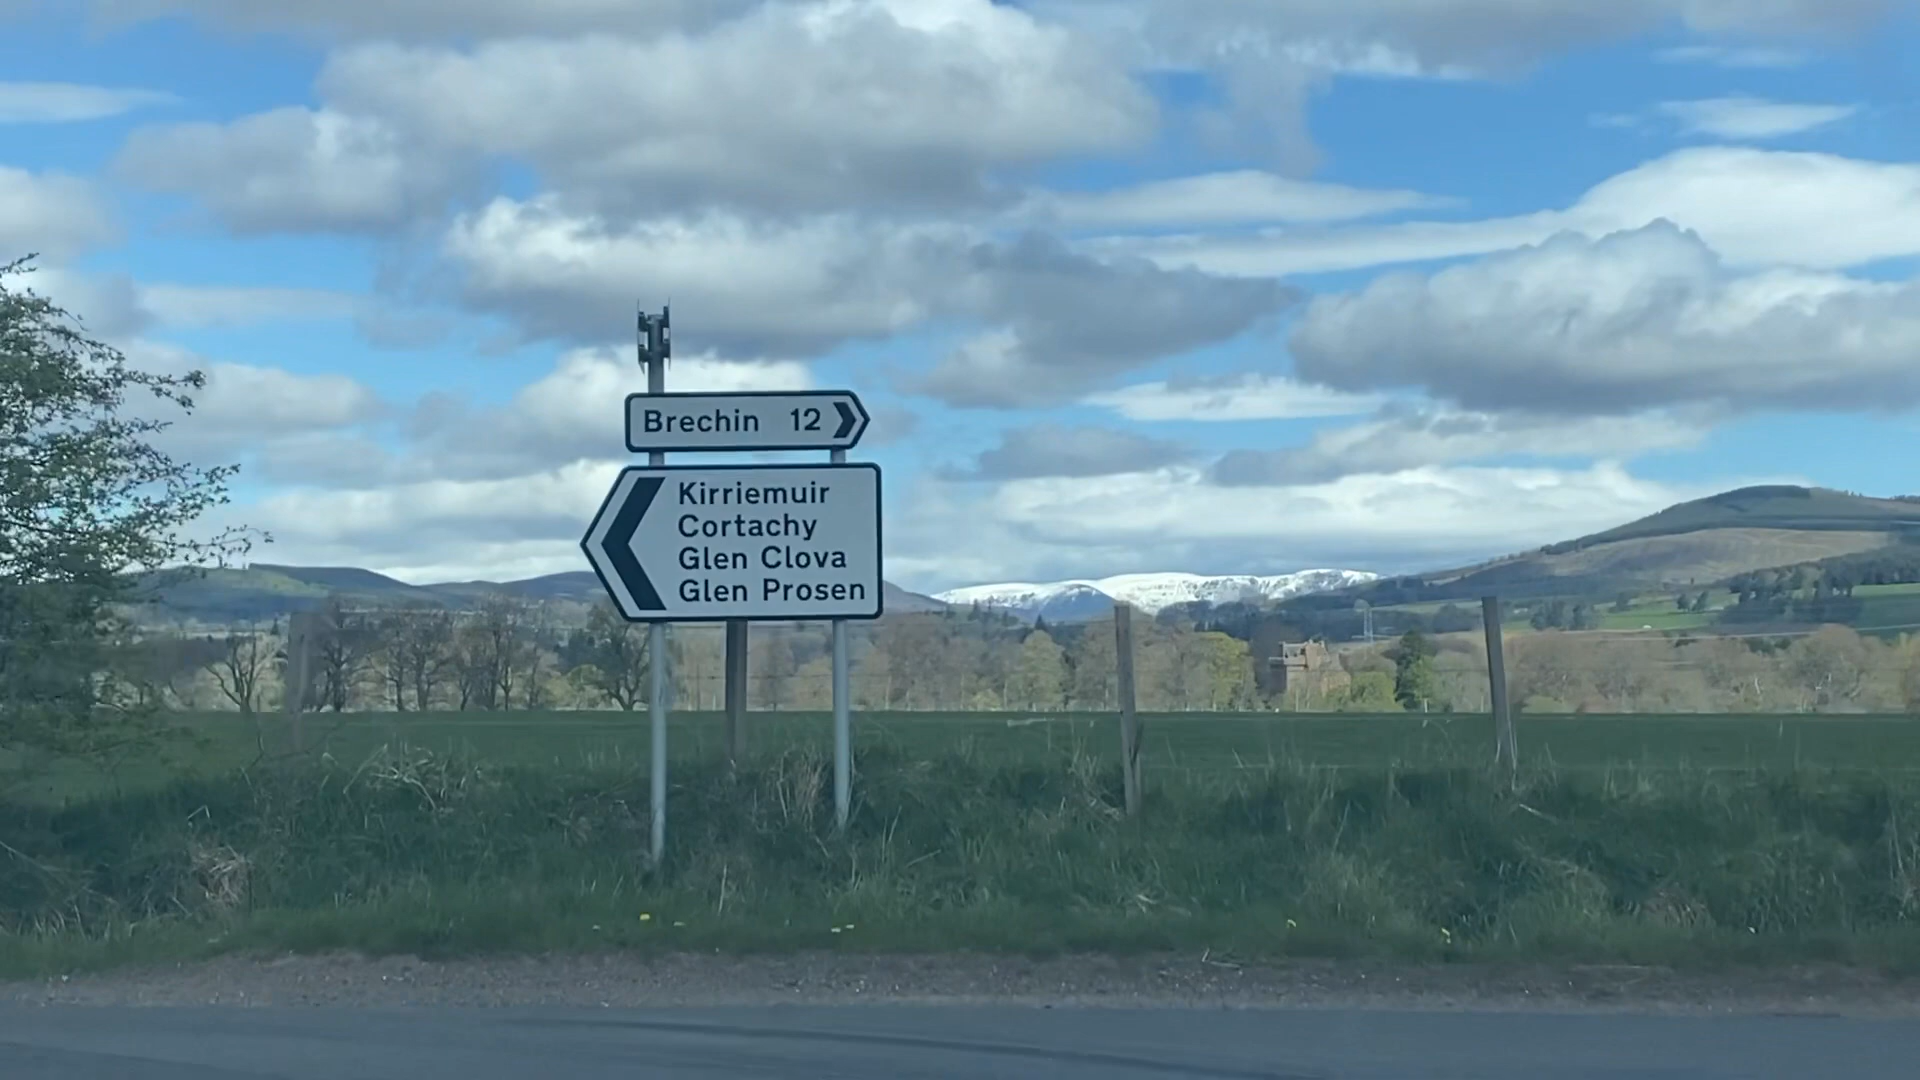 Brechin 12
Kirriemuir
Cortachy
Glen Clova
Glen Prosen